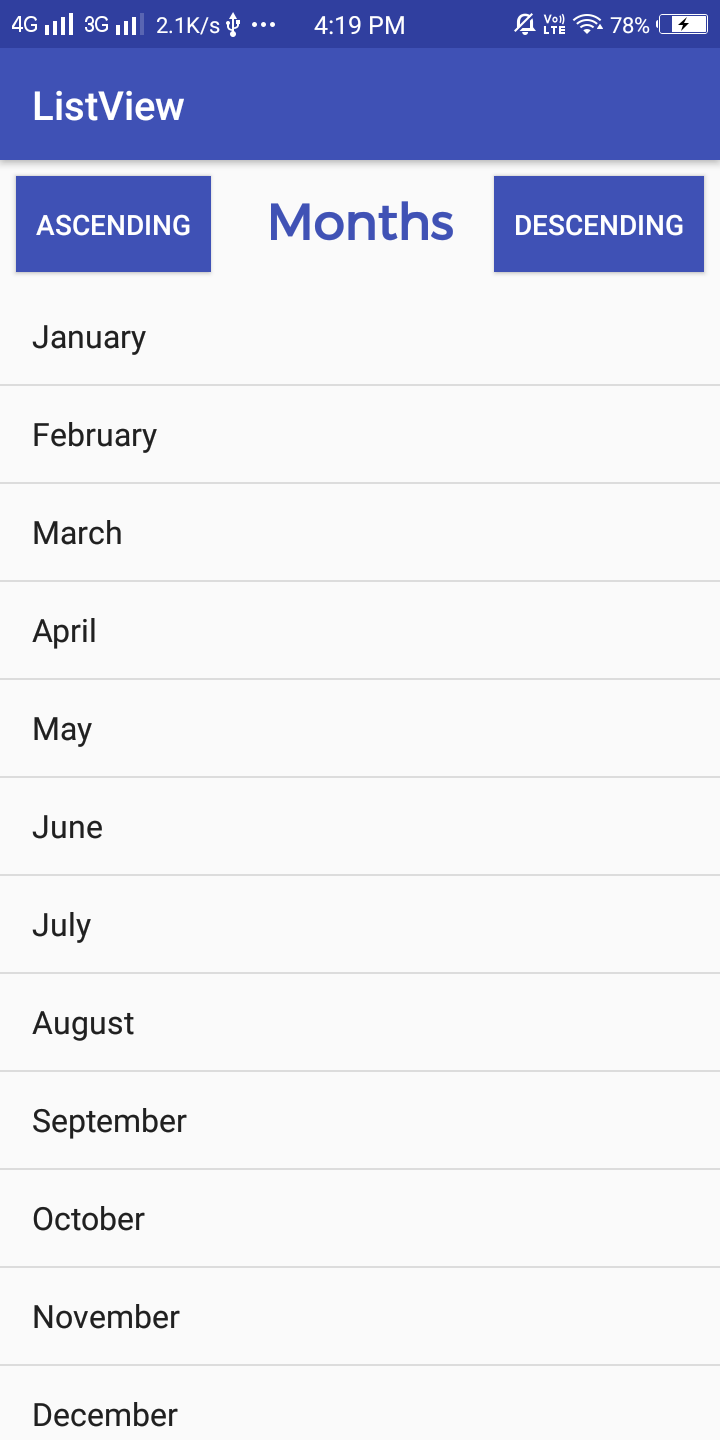 4G 3G 2.1K/s ••• 4:19 PM Vo)) LTE 78%
ListView
ASCENDING Months DESCENDING
January
February
March
April
May
June
July
August
September
October
November
December